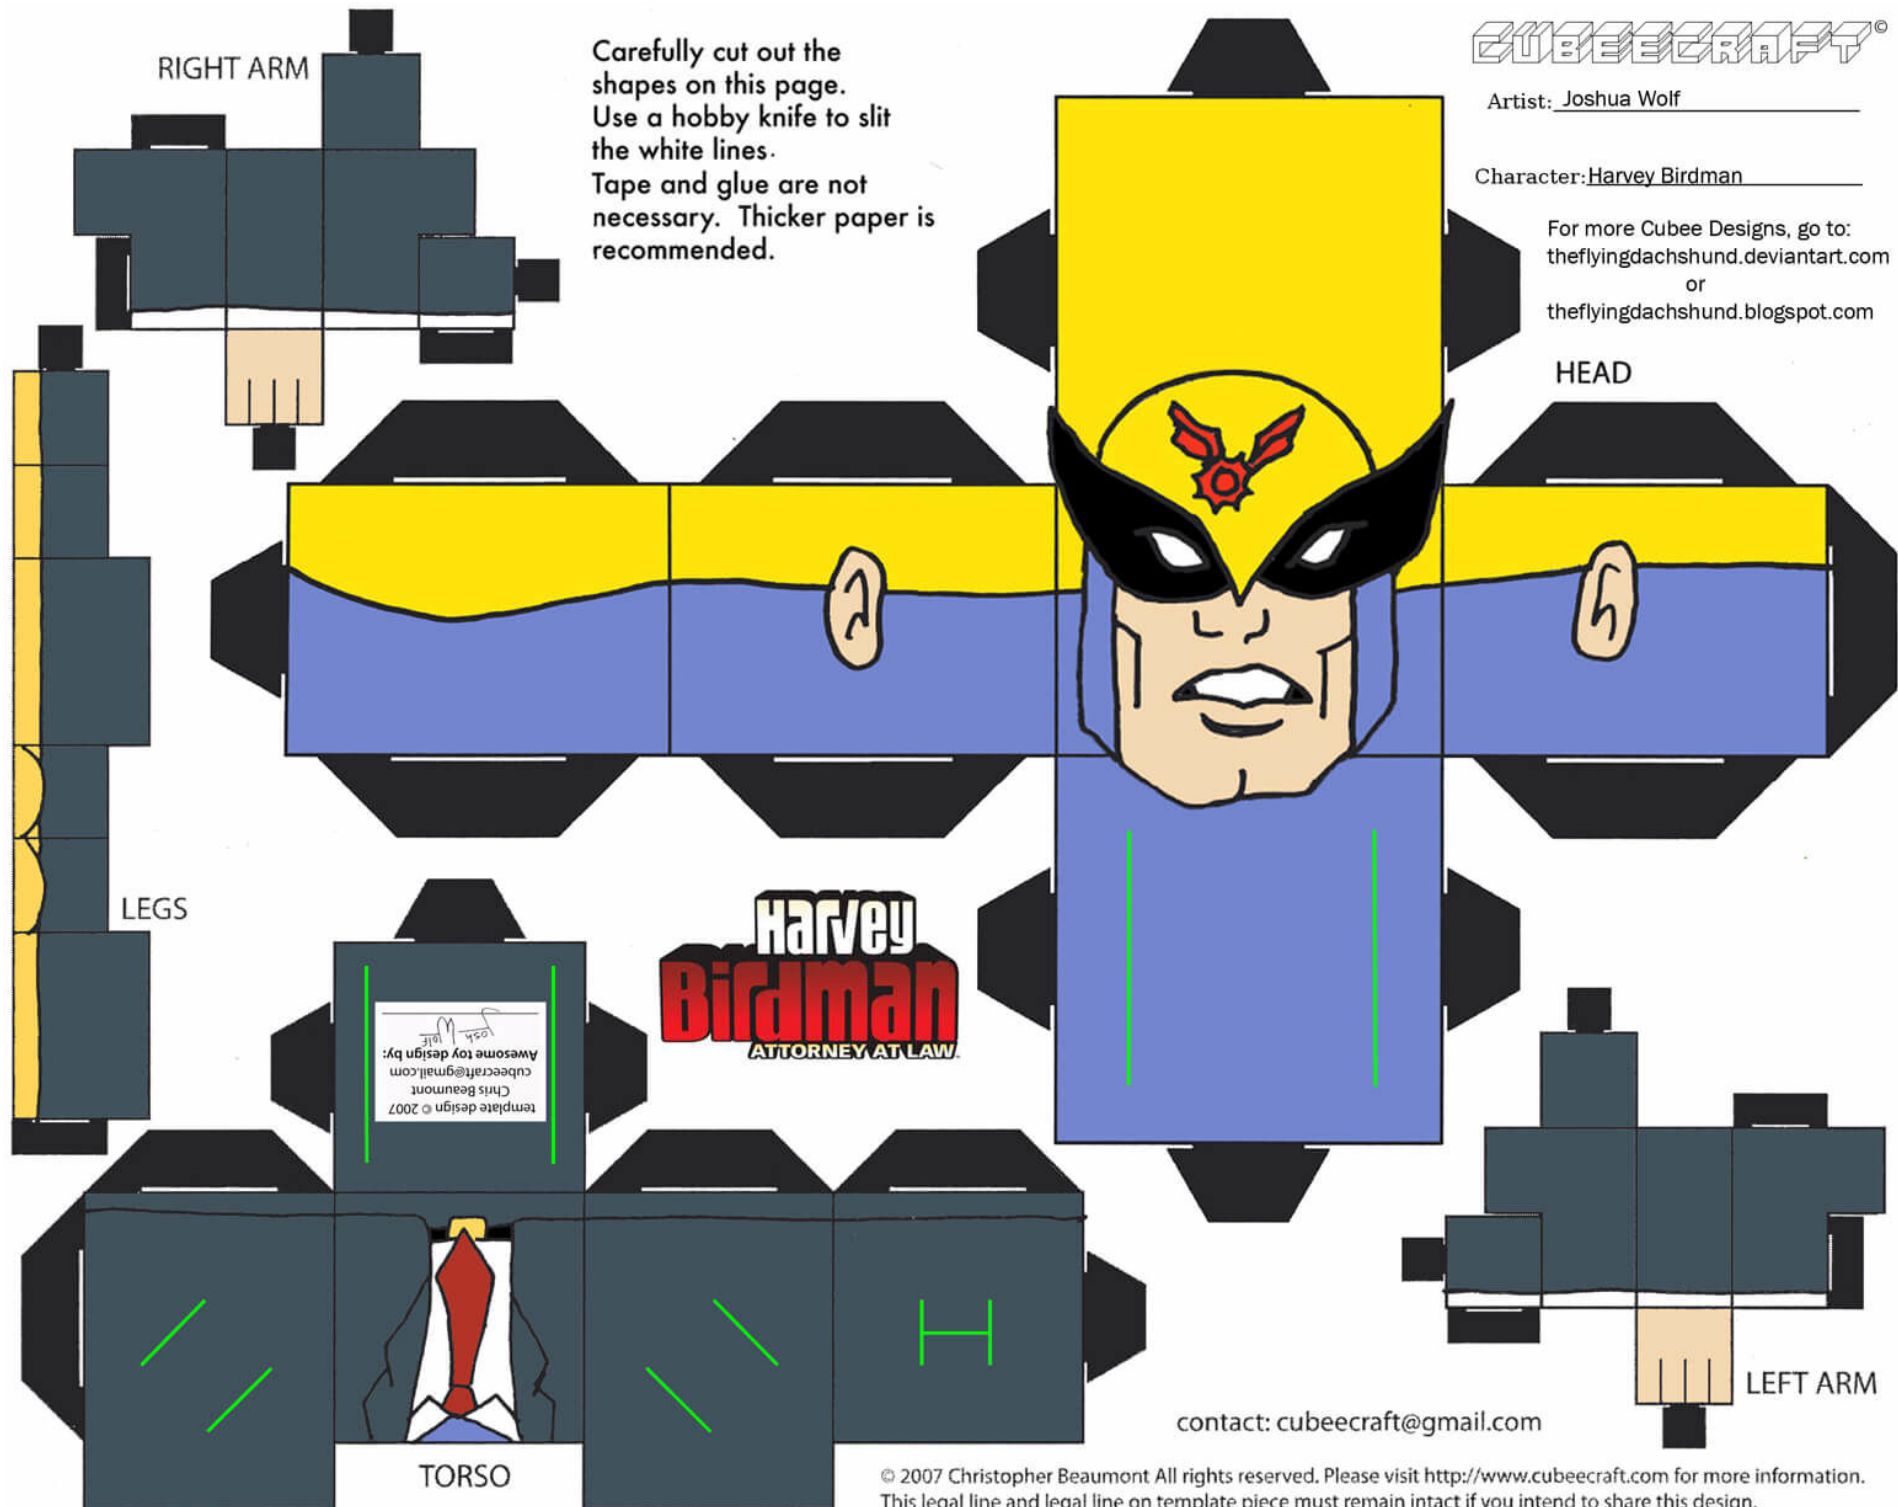 RIGHT ARM
Carefully cut out the
shapes on this page.
Use a hobby knife to slit
the white lines.
Tape and glue are not
necessary. Thicker paper is
recommended.
CUBEECRAFT©
Artist: Joshua Wolf
Character: Harvey Birdman
For more Cubee Designs, go to:
theflyingdachshund.deviantart.com
or
theflyingdachshund.blogspot.com
HEAD
LEGS
Harvey
Birdman
ATTORNEY AT LAW
template design © 2007
Chris Beaumont
cubeecraft@gmail.com
Awesome toy design by:
Josh Wolf
TORSO
LEFT ARM
contact: cubeecraft@gmail.com
© 2007 Christopher Beaumont All rights reserved. Please visit http://www.cubeecraft.com for more information.
This legal line and legal line on template piece must remain intact if you intend to share this design.